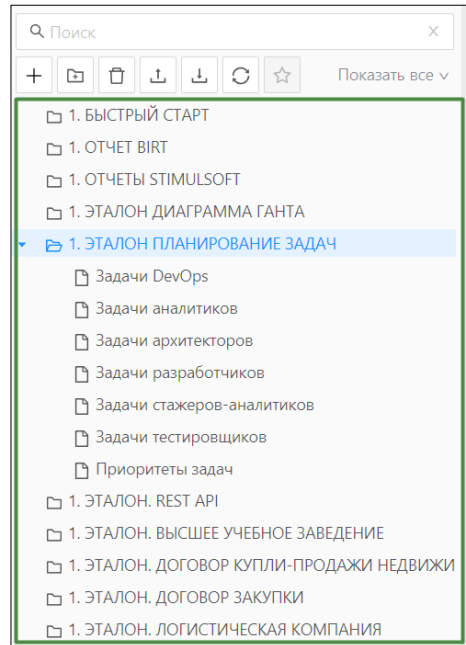 Поиск
Показать все
1. БЫСТРЫЙ СТАРТ
1. ОТЧЕТ BIRT
1. ОТЧЕТЫ STIMULSOFT
1. ЭТАЛОН ДИАГРАММА ГАНТА
1. ЭТАЛОН ПЛАНИРОВАНИЕ ЗАДАЧ
Задачи DevOps
Задачи аналитиков
Задачи архитекторов
Задачи разработчиков
Задачи стажеров-аналитиков
Задачи тестировщиков
Приоритеты задач
1. ЭТАЛОН. REST API
1. ЭТАЛОН. ВЫСШЕЕ УЧЕБНОЕ ЗАВЕДЕНИЕ
1. ЭТАЛОН. ДОГОВОР КУПЛИ-ПРОДАЖИ НЕДВИЖИ
1. ЭТАЛОН. ДОГОВОР ЗАКУПКИ
1. ЭТАЛОН. ЛОГИСТИЧЕСКАЯ КОМПАНИЯ